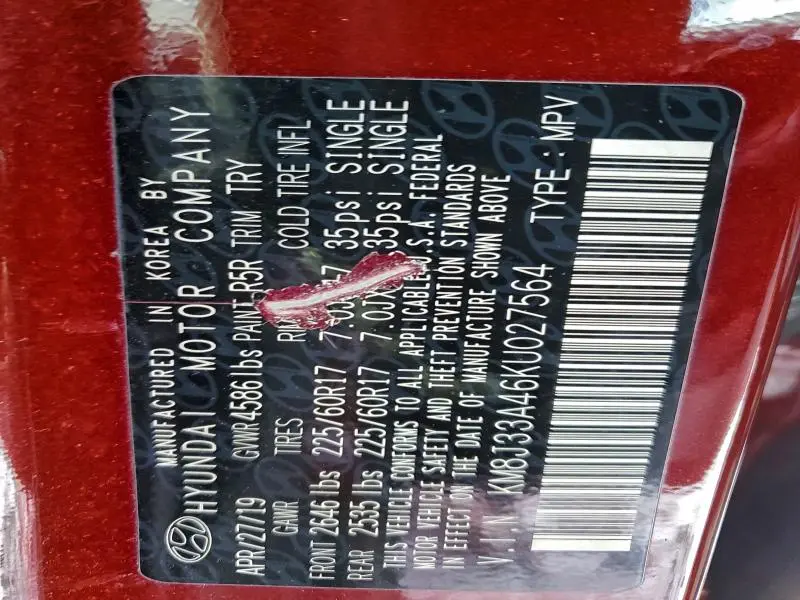 MANUFACTURED IN KOREA BY
HYUNDAI MOTOR COMPANY
APR/27/19 GVWR 4586 lbs PAINT R5R TRIM TRY
GAWR TIRES COLD TIRE INFL
FRONT 2646 lbs 225/60R17 35psi SINGLE
REAR 2535 lbs 225/60R17 35psi SINGLE
THIS VEHICLE CONFORMS TO ALL APPLICABLE U.S.A. FEDERAL
MOTOR VEHICLE SAFETY AND THEFT PREVENTION STANDARDS
IN EFFECT ON THE DATE OF MANUFACTURE SHOWN ABOVE
V.I.N KM8J33A46KU027564 TYPE : MPV